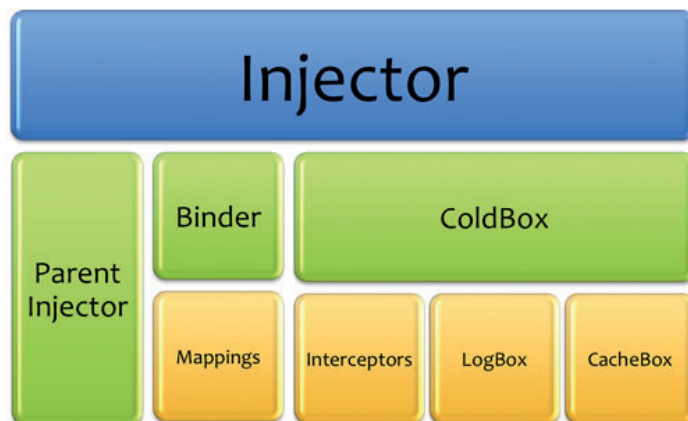 Injector
Parent
Injector
Binder
ColdBox
Mappings
Interceptors
LogBox
CacheBox